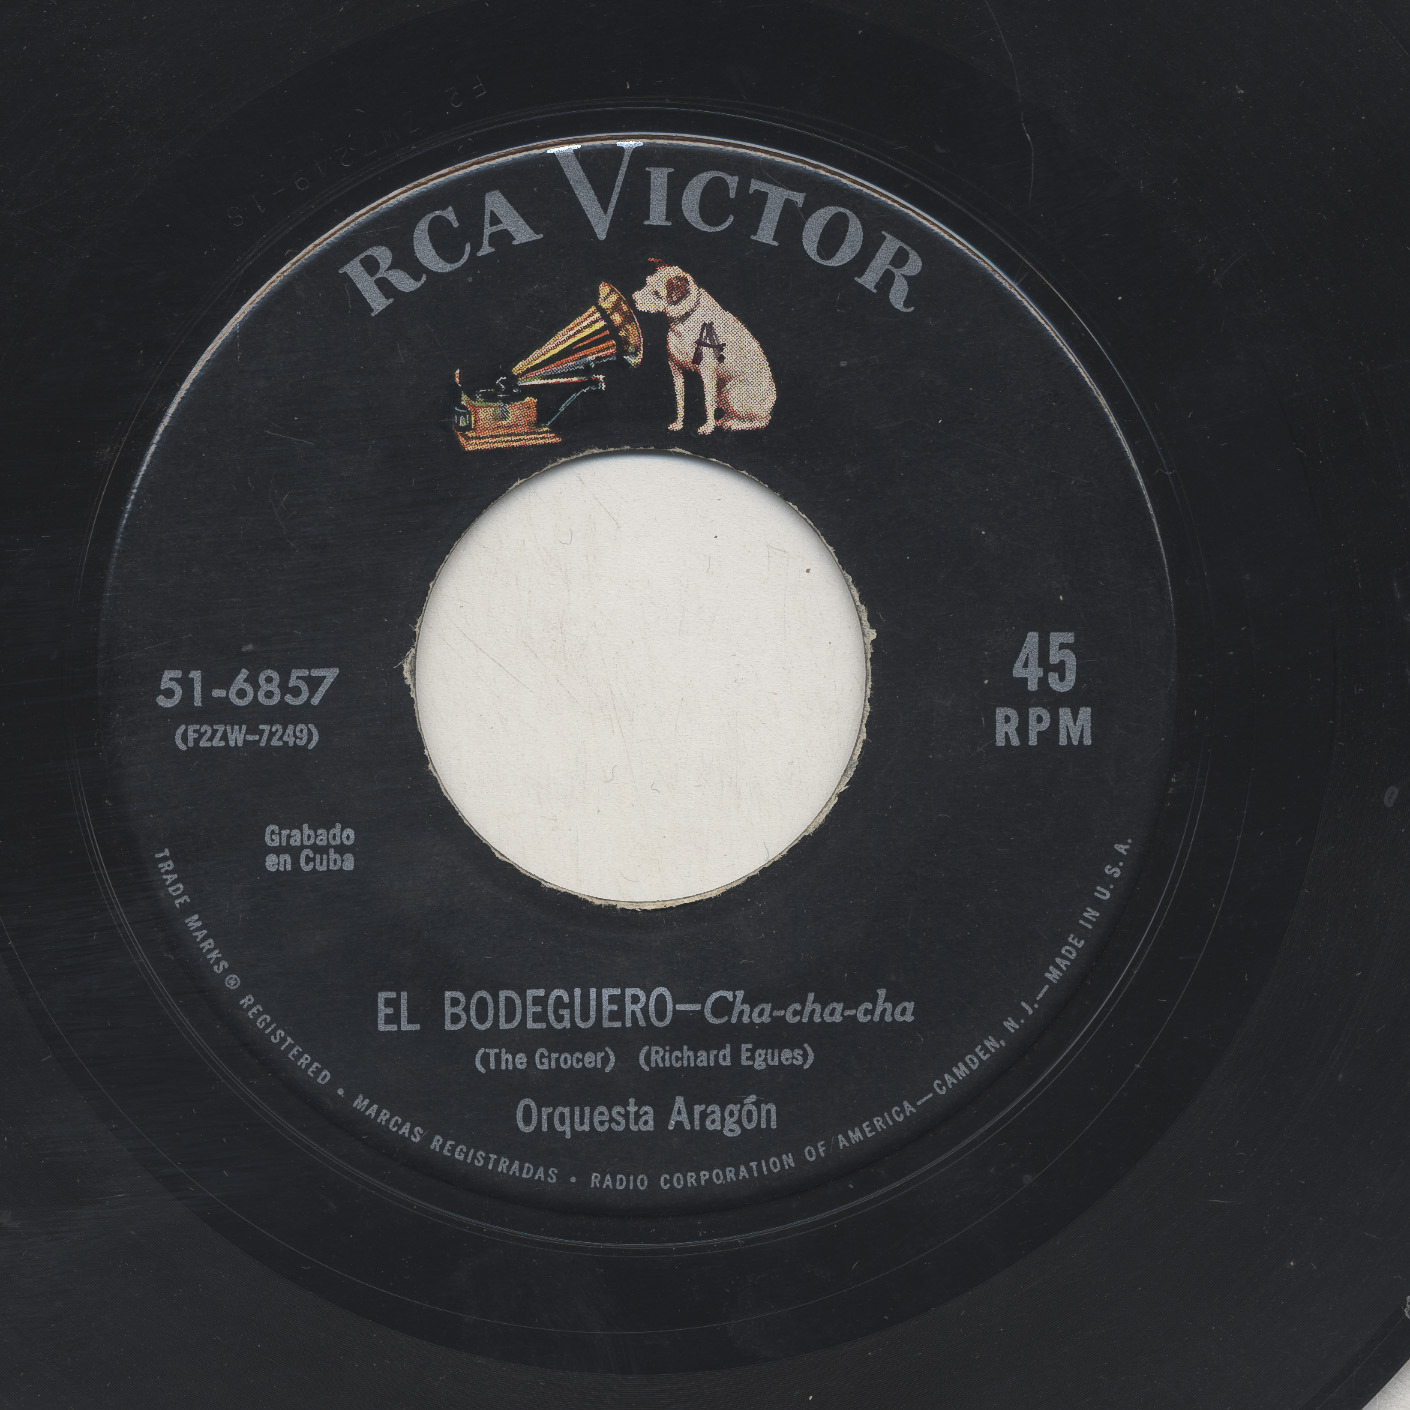 RCA VICTOR
A
51-6857
(F2ZW-7249)
45
RPM
Grabado
en Cuba
EL BODEGUERO—Cha-cha-cha
(The Grocer) (Richard Egues)
Orquesta Aragón
TRADE MARKS ® REGISTERED • MARCAS REGISTRADAS • RADIO CORPORATION OF AMERICA—CAMDEN, N. J.—MADE IN U. S. A.